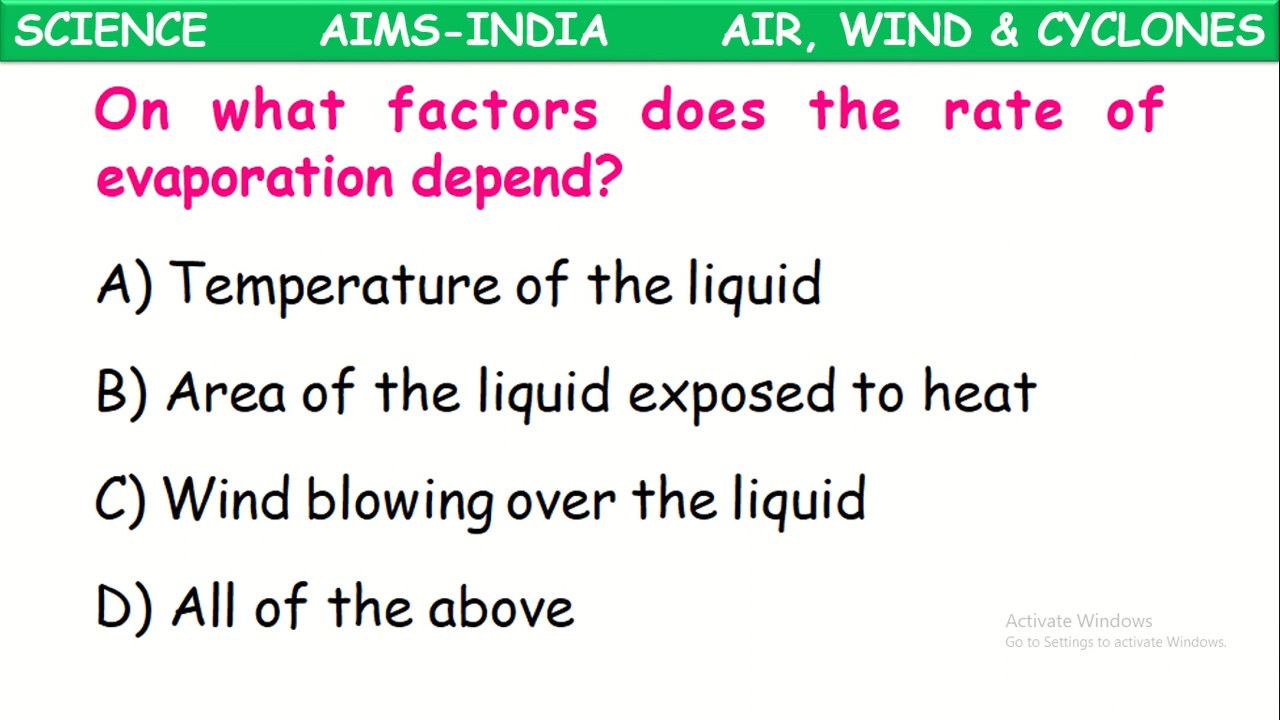 SCIENCE AIMS-INDIA AIR, WIND & CYCLONES
On what factors does the rate of
evaporation depend?
A) Temperature of the liquid
B) Area of the liquid exposed to heat
C) Wind blowing over the liquid
D) All of the above
Activate Windows
Go to Settings to activate Windows.